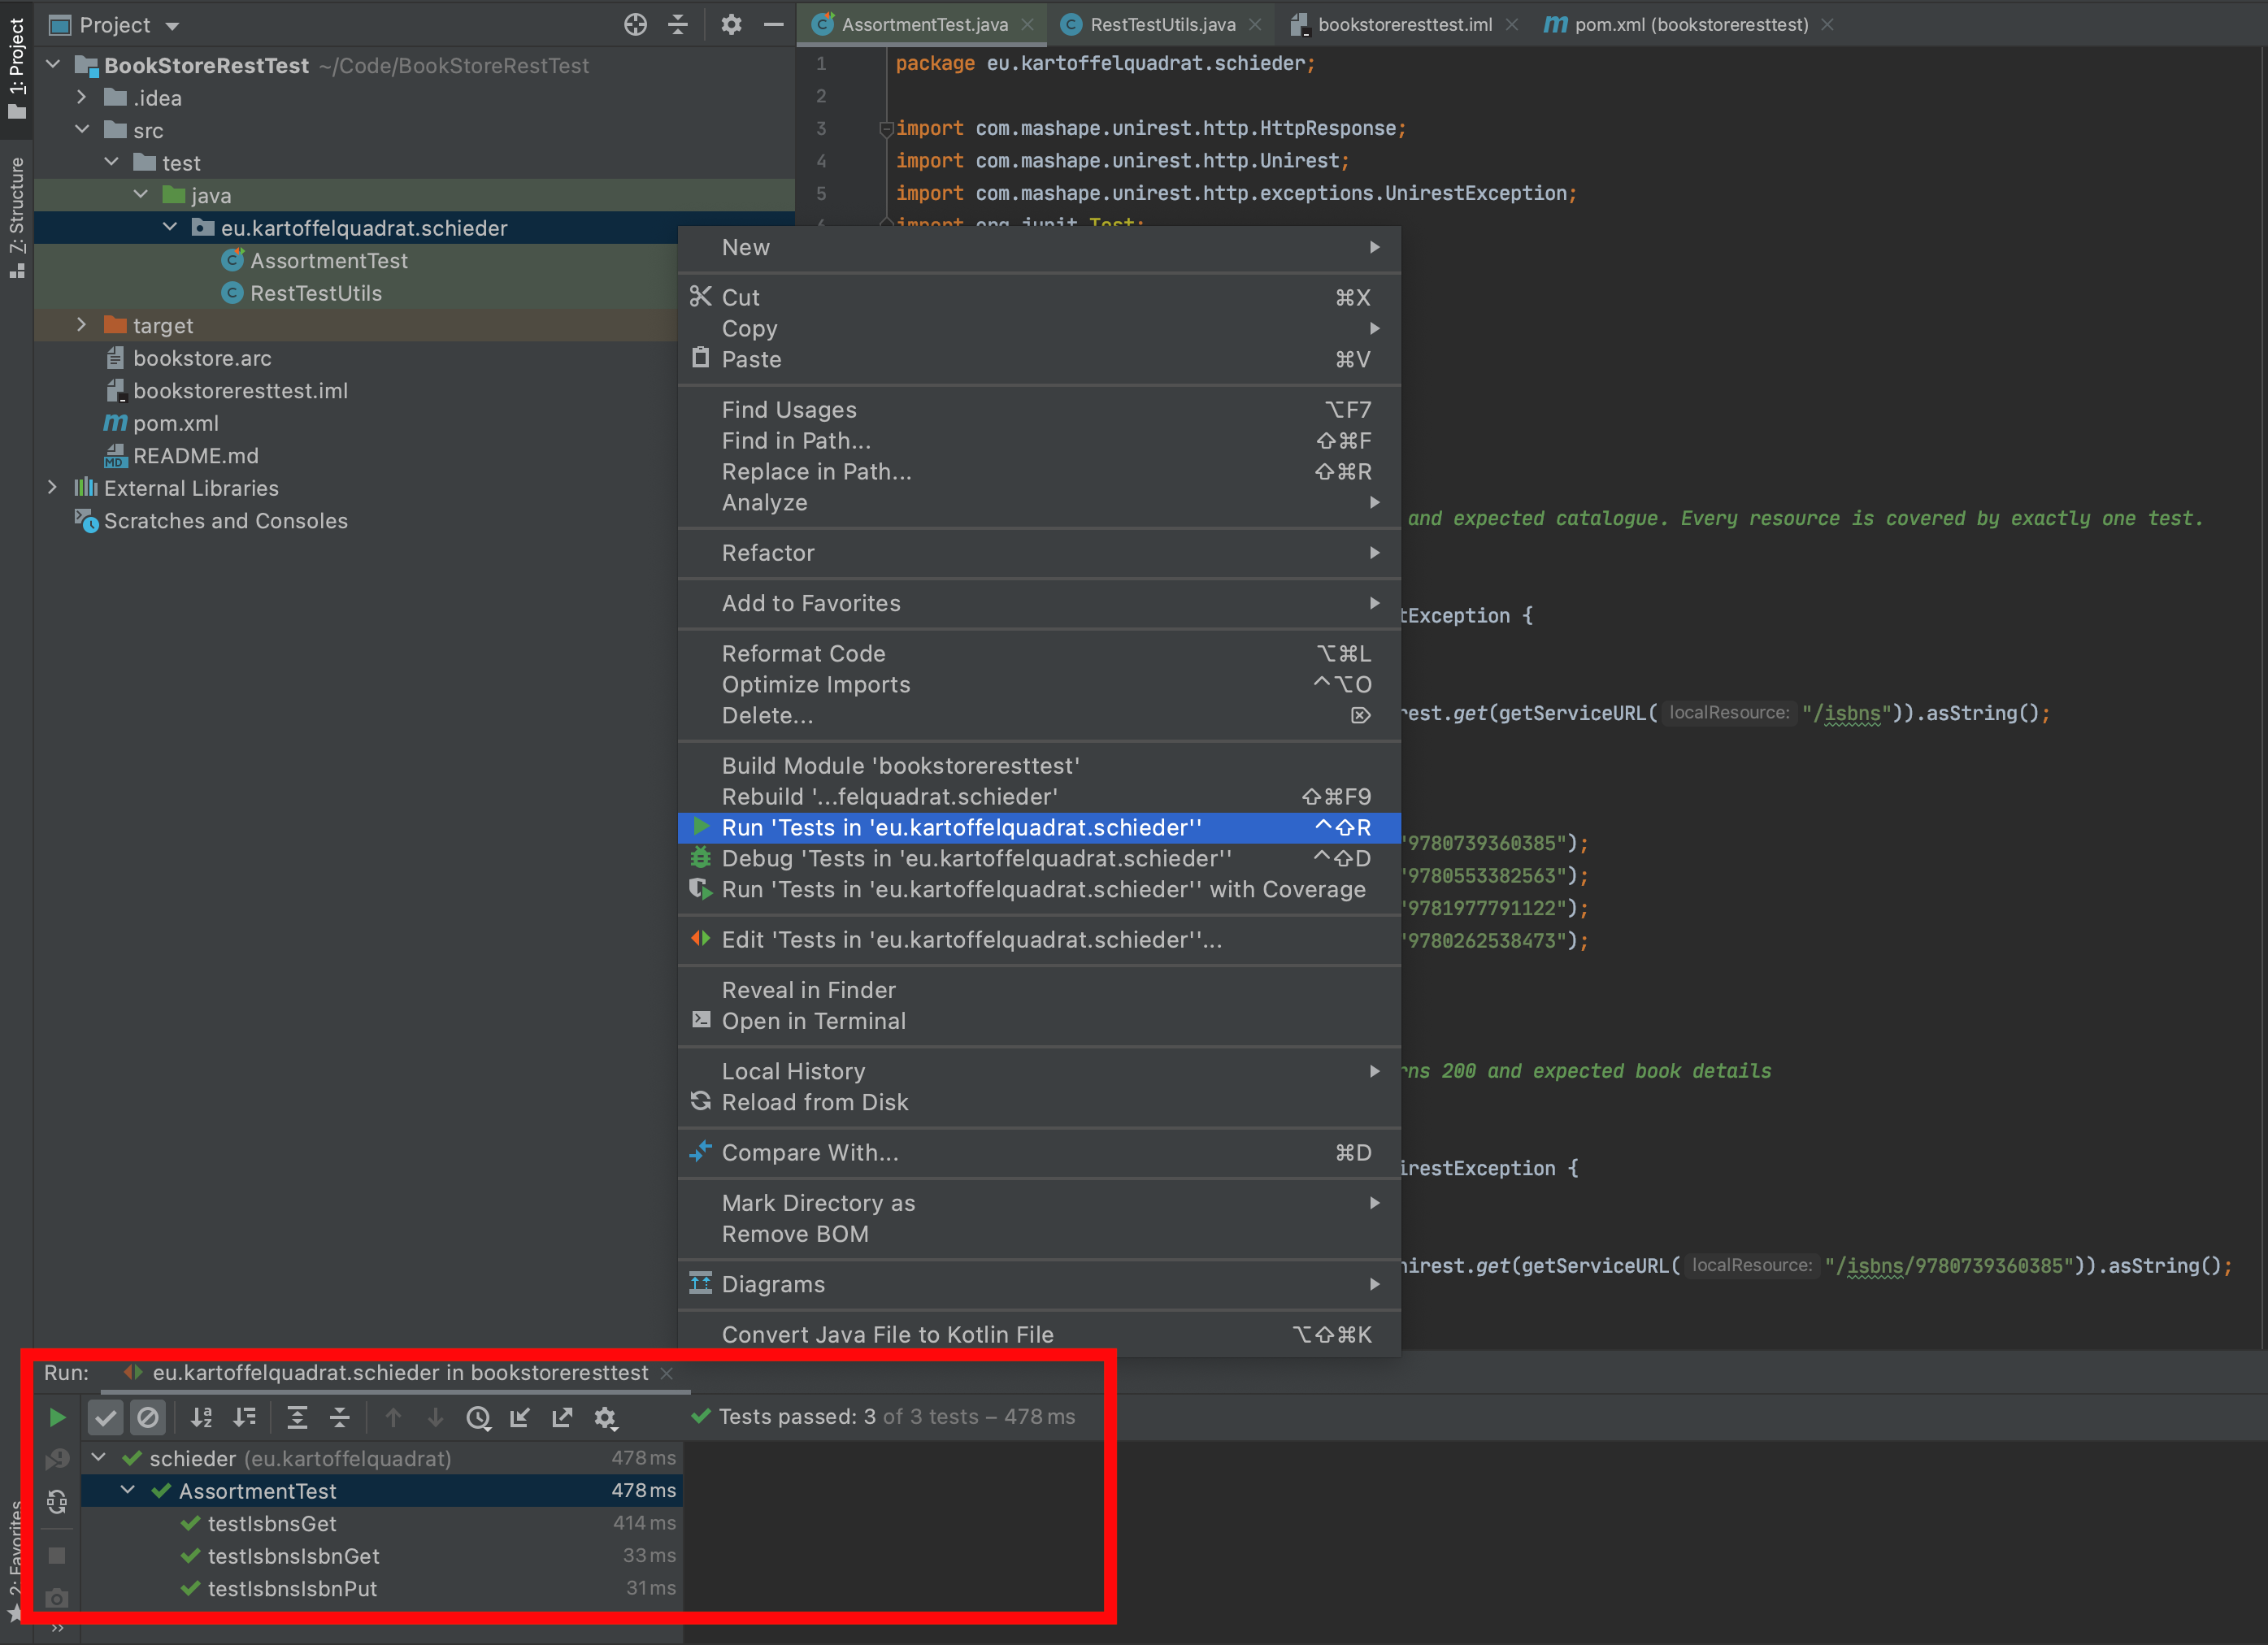 1: Project
7: Structure
2: Favorites
Project
BookStoreRestTest ~/Code/BookStoreRestTest
.idea
src
test
java
eu.kartoffelquadrat.schieder
AssortmentTest
RestTestUtils
target
bookstore.arc
bookstoreresttest.iml
pom.xml
README.md
External Libraries
Scratches and Consoles
AssortmentTest.java
RestTestUtils.java
bookstoreresttest.iml
pom.xml (bookstoreresttest)
1 package eu.kartoffelquadrat.schieder;
2
3 import com.mashape.unirest.http.HttpResponse;
4 import com.mashape.unirest.http.Unirest;
5 import com.mashape.unirest.http.exceptions.UnirestException;
import org.junit.Test;
and expected catalogue. Every resource is covered by exactly one test.
tException {
rest.get(getServiceURL( localResource: "/isbns")).asString();
"9780739360385");
"9780553382563");
"9781977791122");
"9780262538473");
rns 200 and expected book details
irestException {
nirest.get(getServiceURL( localResource: "/isbns/9780739360385")).asString();
New
Cut ⌘X
Copy
Paste ⌘V
Find Usages ⌥F7
Find in Path... ⇧⌘F
Replace in Path... ⇧⌘R
Analyze
Refactor
Add to Favorites
Reformat Code ⌥⌘L
Optimize Imports ^⌥O
Delete... ⌦
Build Module 'bookstoreresttest'
Rebuild '...felquadrat.schieder' ⇧⌘F9
Run 'Tests in 'eu.kartoffelquadrat.schieder'' ^⇧R
Debug 'Tests in 'eu.kartoffelquadrat.schieder'' ^⇧D
Run 'Tests in 'eu.kartoffelquadrat.schieder'' with Coverage
Edit 'Tests in 'eu.kartoffelquadrat.schieder''...
Reveal in Finder
Open in Terminal
Local History
Reload from Disk
Compare With... ⌘D
Mark Directory as
Remove BOM
Diagrams
Convert Java File to Kotlin File ⌥⇧⌘K
Run: eu.kartoffelquadrat.schieder in bookstoreresttest
Tests passed: 3 of 3 tests – 478 ms
schieder (eu.kartoffelquadrat) 478 ms
AssortmentTest 478 ms
testIsbnsGet 414 ms
testIsbnsIsbnGet 33 ms
testIsbnsIsbnPut 31 ms